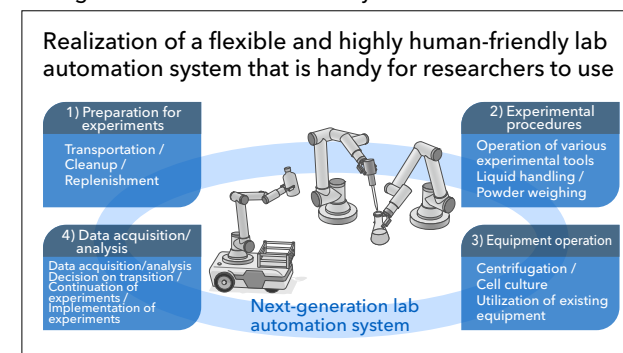 Realization of a flexible and highly human-friendly lab
automation system that is handy for researchers to use
1) Preparation for
experiments
Transportation /
Cleanup /
Replenishment
2) Experimental
procedures
Operation of various
experimental tools
Liquid handling /
Powder weighing
4) Data acquisition/
analysis
Data acquisition/analysis
Decision on transition /
Continuation of
experiments /
Implementation of
experiments
3) Equipment operation
Centrifugation /
Cell culture
Utilization of existing
equipment
Next-generation lab
automation system